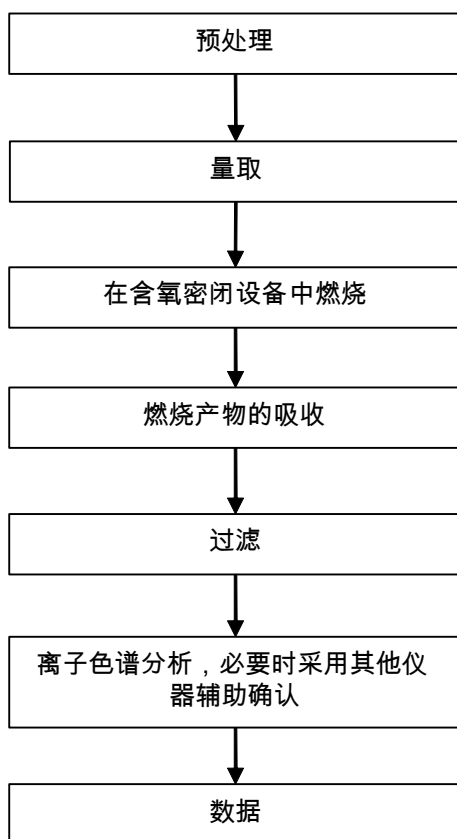 预处理
量取
在含氧密闭设备中燃烧
燃烧产物的吸收
过滤
离子色谱分析，必要时采用其他仪
器辅助确认
数据